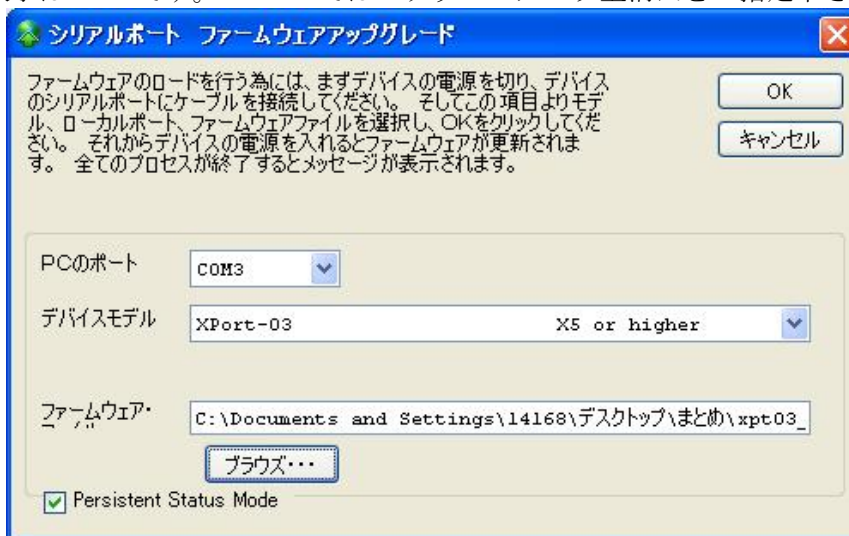 シリアルポート ファームウェアアップグレード
ファームウェアのロードを行う為には、まずデバイスの電源を切り、デバイス
のシリアルポートにケーブルを接続してください。 そしてこの項目よりモデ
ル、ローカルポート、ファームウェアファイルを選択し、OKをクリックしてくだ
さい。 それからデバイスの電源を入れるとファームウェアが更新されま
す。 全てのプロセスが終了するとメッセージが表示されます。
OK
キャンセル
PCのポート
COM3
デバイスモデル
XPort-03 X5 or higher
ファームウェア・
C:\Documents and Settings\14168\デスクトップ\まとめ\xpt03_
ブラウズ・・・
Persistent Status Mode